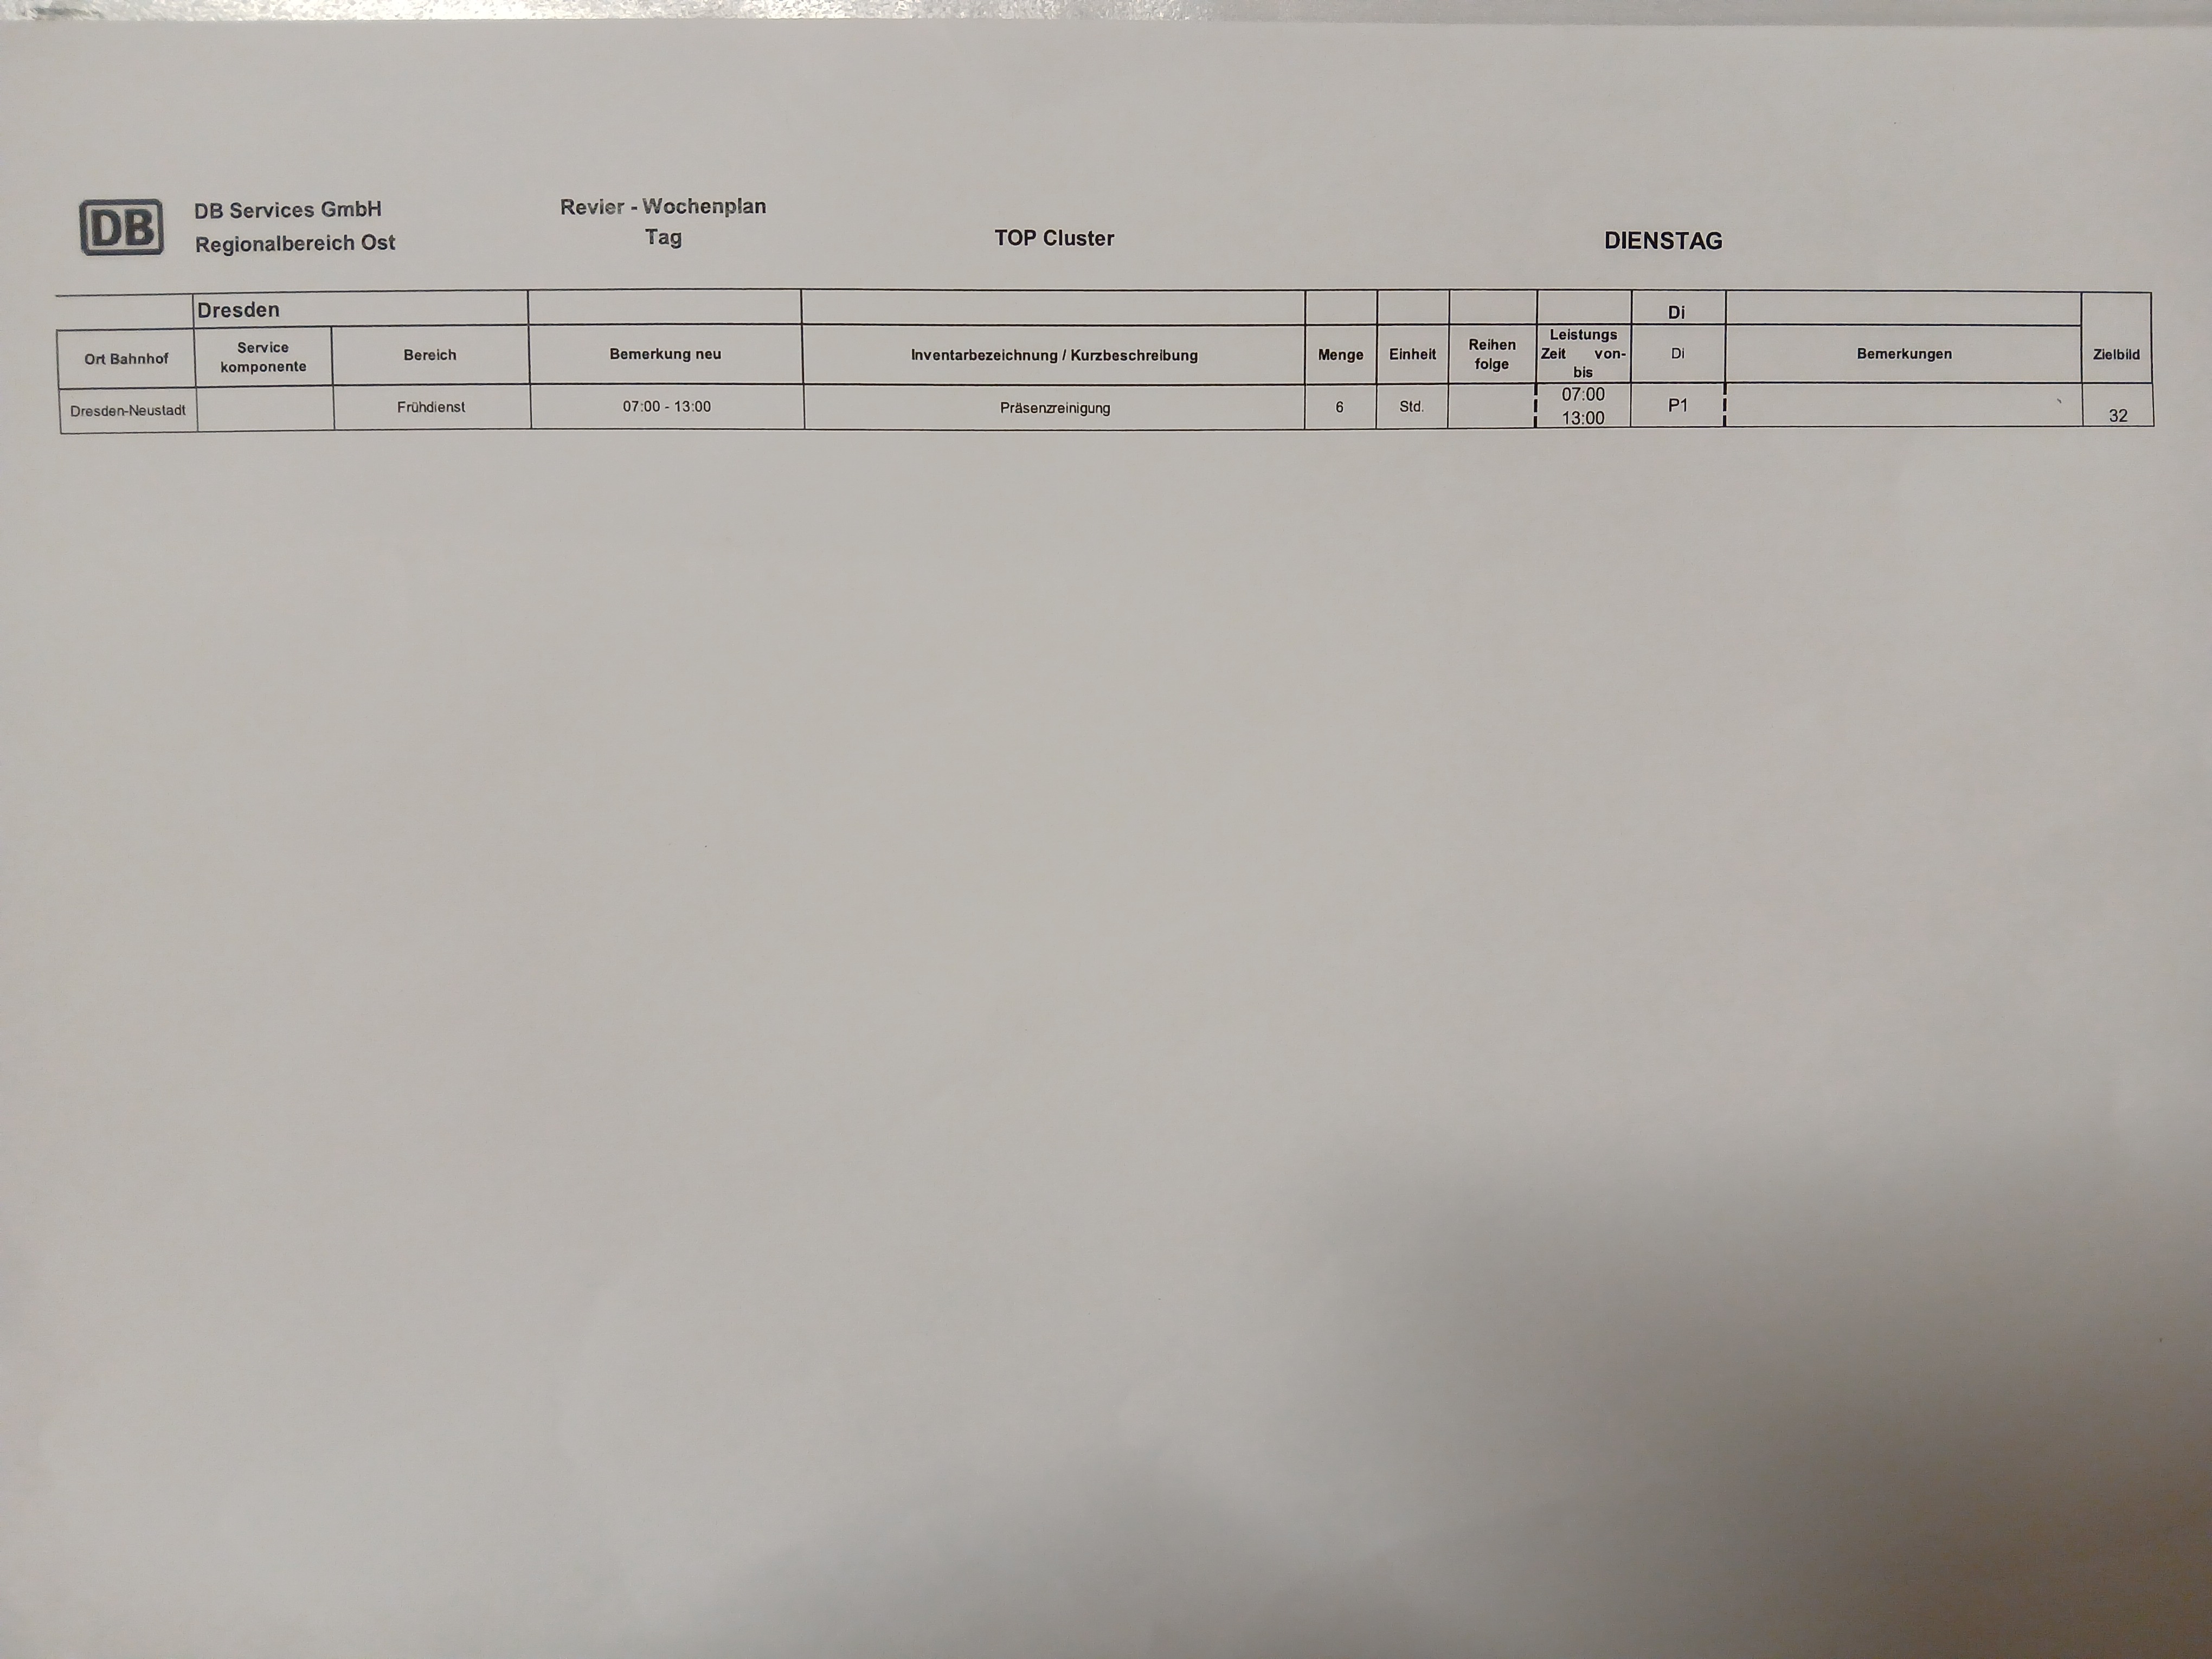 DB
DB Services GmbH
Regionalbereich Ost
Revier - Wochenplan
Tag
TOP Cluster
DIENSTAG
Dresden
Di
Ort Bahnhof
Service
komponente
Bereich
Bemerkung neu
Inventarbezeichnung / Kurzbeschreibung
Menge
Einheit
Reihen
folge
Leistungs
Zeit von-
bis
Di
Bemerkungen
Zielbild
Dresden-Neustadt
Frühdienst
07:00 - 13:00
Präsenzreinigung
6
Std.
07:00
13:00
P1
32